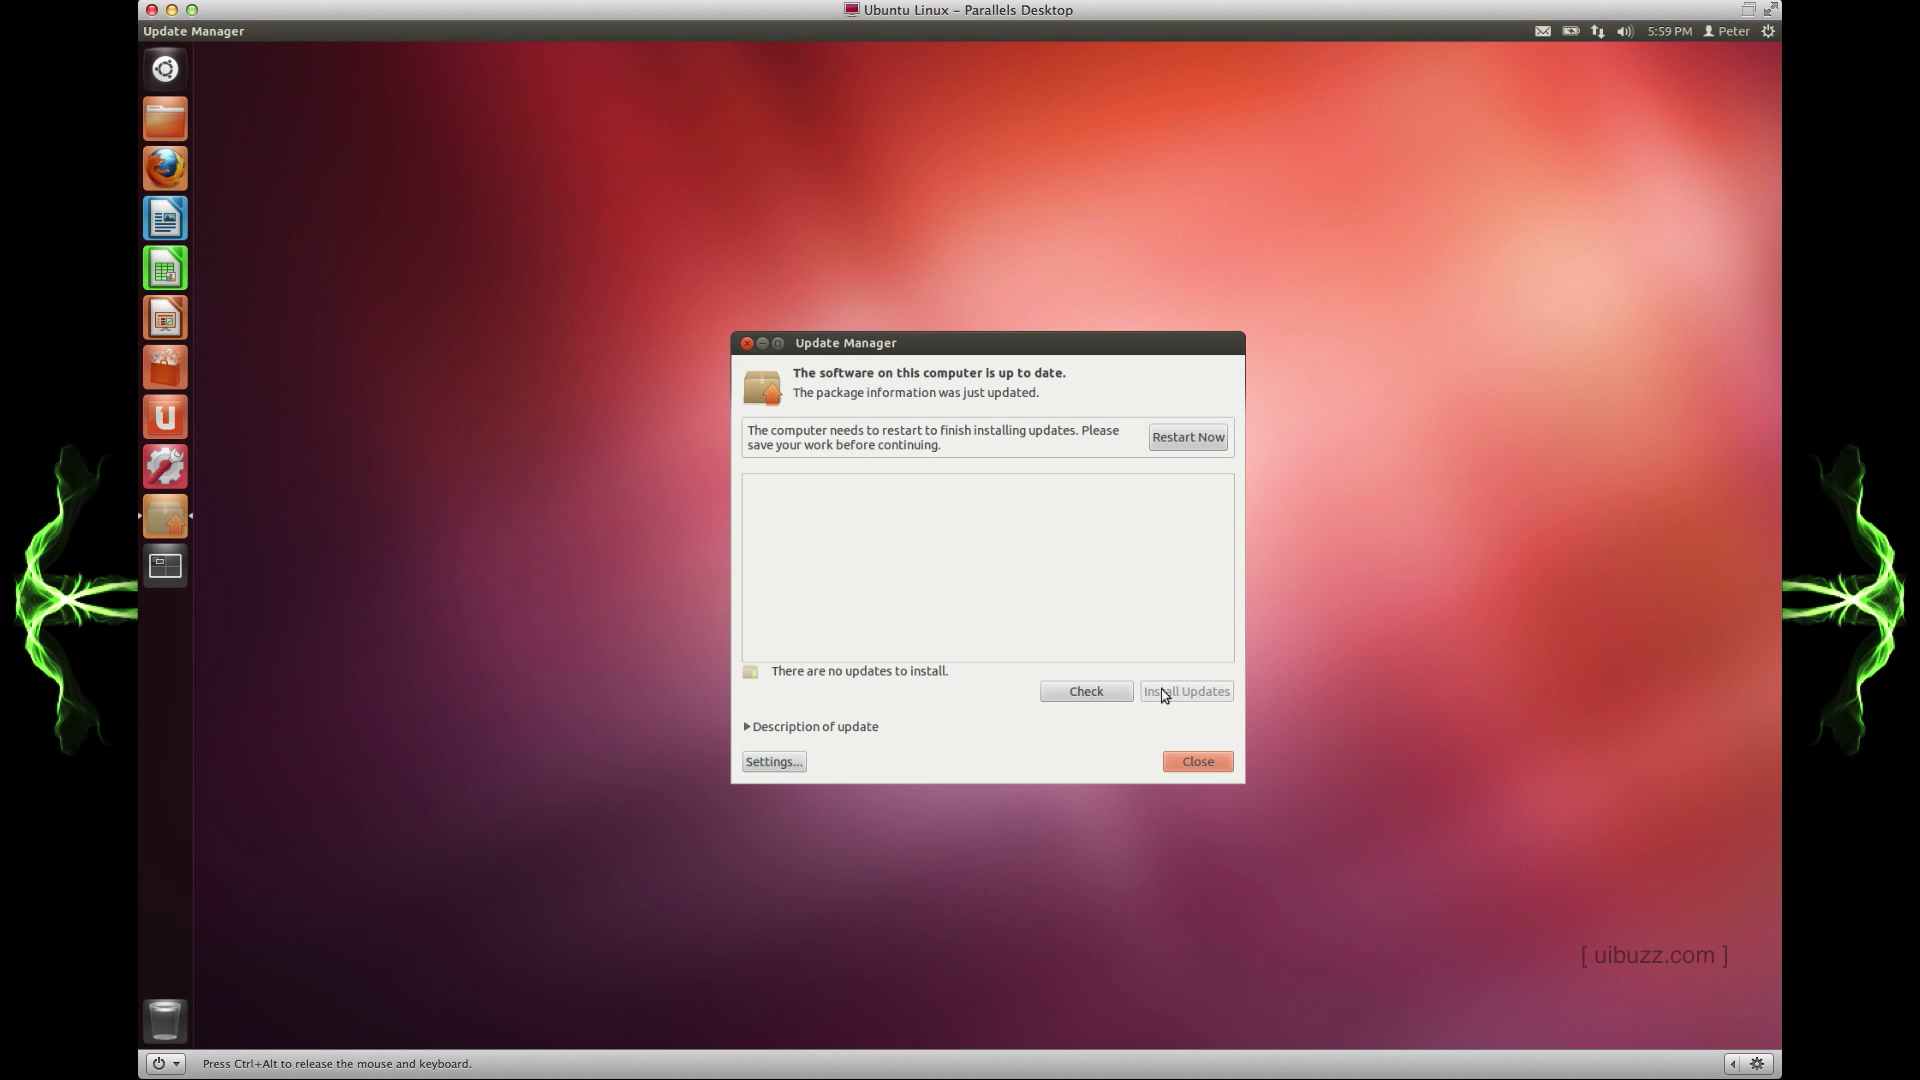 Ubuntu Linux – Parallels Desktop
Update Manager
5:59 PM
Peter
Update Manager
The software on this computer is up to date.
The package information was just updated.
The computer needs to restart to finish installing updates. Please
save your work before continuing.
Restart Now
There are no updates to install.
Check
Install Updates
Description of update
Settings...
Close
[ uibuzz.com ]
Press Ctrl+Alt to release the mouse and keyboard.